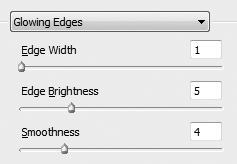 Glowing Edges
Edge Width 1
Edge Brightness 5
Smoothness 4